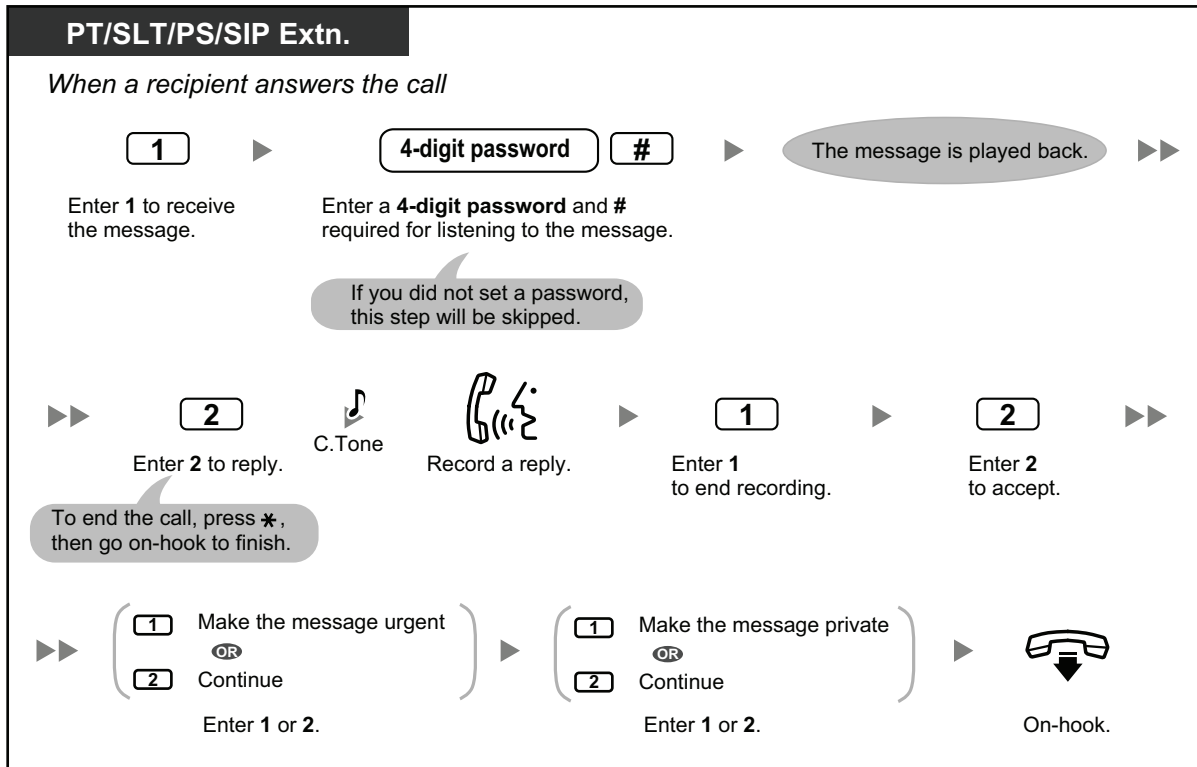 PT/SLT/PS/SIP Extn.
When a recipient answers the call
1
4-digit password #
The message is played back.
Enter 1 to receive
the message.
Enter a 4-digit password and #
required for listening to the message.
If you did not set a password,
this step will be skipped.
2
C.Tone
1
2
Enter 2 to reply.
Record a reply.
Enter 1
to end recording.
Enter 2
to accept.
To end the call, press *,
then go on-hook to finish.
1 Make the message urgent
OR
2 Continue
Enter 1 or 2.
1 Make the message private
OR
2 Continue
Enter 1 or 2.
On-hook.